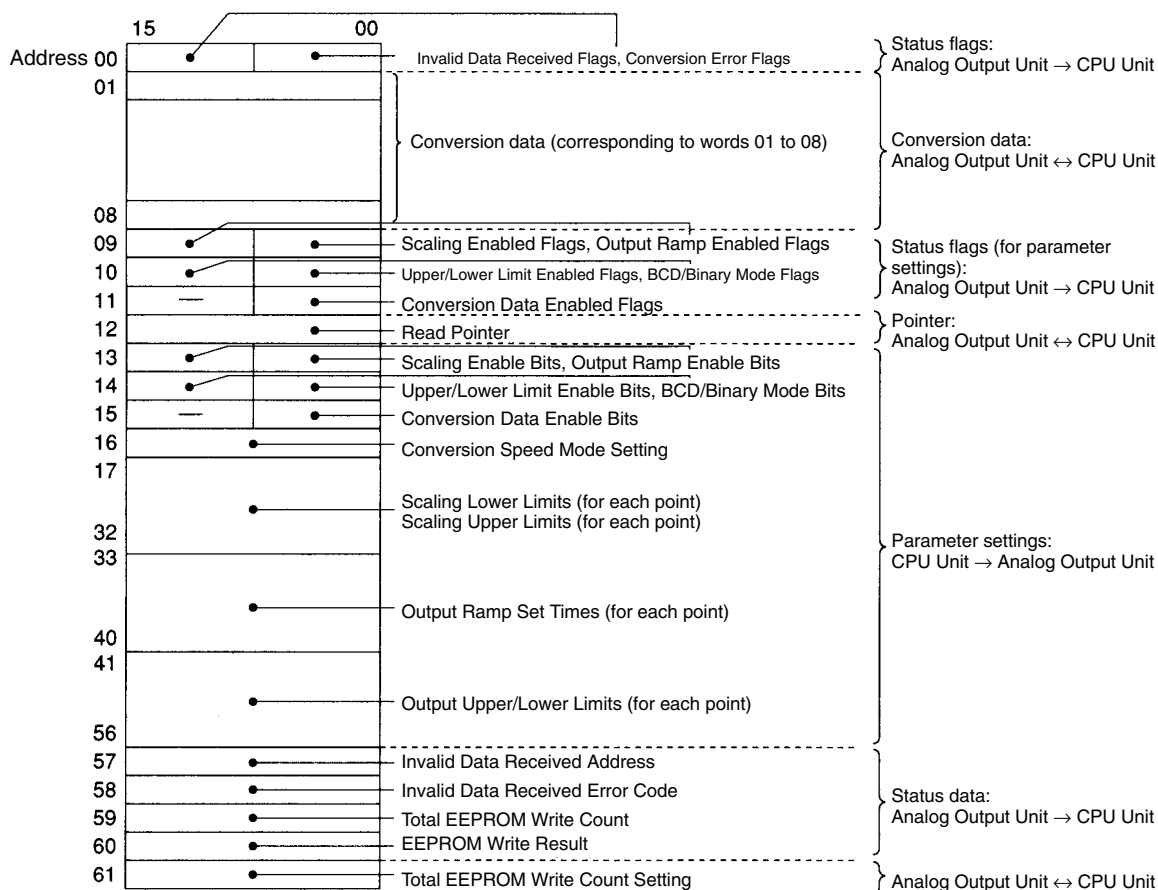 15 00
Address 00 Invalid Data Received Flags, Conversion Error Flags
Status flags:
Analog Output Unit → CPU Unit
01
Conversion data (corresponding to words 01 to 08)
Conversion data:
Analog Output Unit ↔ CPU Unit
08
09 Scaling Enabled Flags, Output Ramp Enabled Flags
10 Upper/Lower Limit Enabled Flags, BCD/Binary Mode Flags
11 — Conversion Data Enabled Flags
Status flags (for parameter
settings):
Analog Output Unit → CPU Unit
12 Read Pointer
Pointer:
Analog Output Unit ↔ CPU Unit
13 Scaling Enable Bits, Output Ramp Enable Bits
14 Upper/Lower Limit Enable Bits, BCD/Binary Mode Bits
15 — Conversion Data Enable Bits
16 Conversion Speed Mode Setting
17
Scaling Lower Limits (for each point)
Scaling Upper Limits (for each point)
32
33
Parameter settings:
CPU Unit → Analog Output Unit
Output Ramp Set Times (for each point)
40
41
Output Upper/Lower Limits (for each point)
56
57 Invalid Data Received Address
58 Invalid Data Received Error Code
59 Total EEPROM Write Count
60 EEPROM Write Result
Status data:
Analog Output Unit → CPU Unit
61 Total EEPROM Write Count Setting
Analog Output Unit ↔ CPU Unit